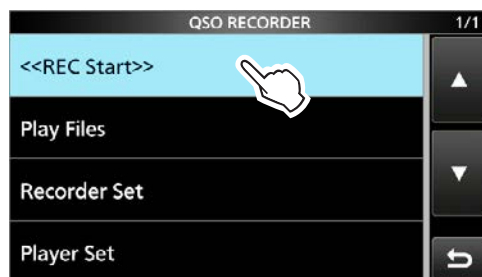 QSO RECORDER 1/1
<<REC Start>>
Play Files
Recorder Set
Player Set